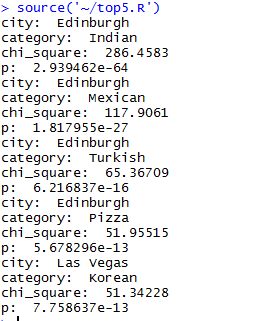 > source('~/top5.R')
city:  Edinburgh
category:  Indian
chi_square:  286.4583
p:  2.939462e-64
city:  Edinburgh
category:  Mexican
chi_square:  117.9061
p:  1.817955e-27
city:  Edinburgh
category:  Turkish
chi_square:  65.36709
p:  6.216837e-16
city:  Edinburgh
category:  Pizza
chi_square:  51.95515
p:  5.678296e-13
city:  Las Vegas
category:  Korean
chi_square:  51.34228
p:  7.758637e-13
>